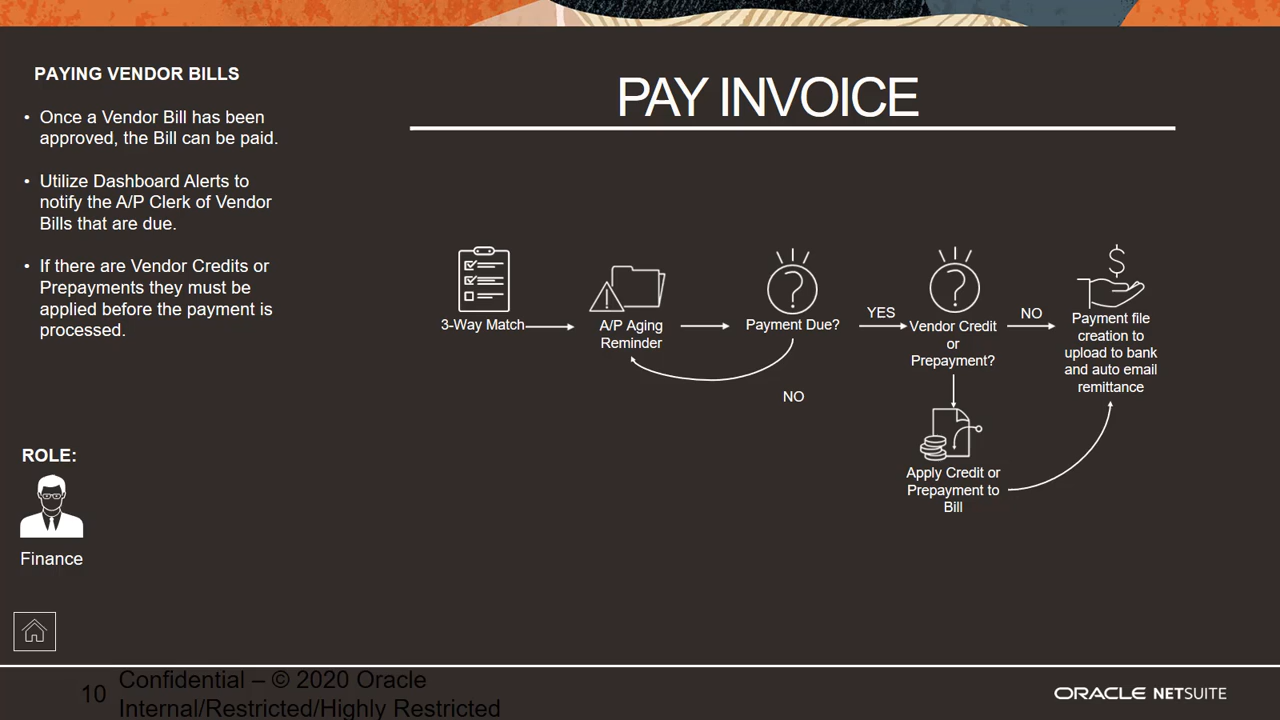 PAYING VENDOR BILLS
• Once a Vendor Bill has been
approved, the Bill can be paid.
• Utilize Dashboard Alerts to
notify the A/P Clerk of Vendor
Bills that are due.
• If there are Vendor Credits or
Prepayments they must be
applied before the payment is
processed.
ROLE:
Finance
PAY INVOICE
3-Way Match
A/P Aging
Reminder
Payment Due?
NO
YES
Vendor Credit
or
Prepayment?
NO
Apply Credit or
Prepayment to
Bill
$
Payment file
creation to
upload to bank
and auto email
remittance
10
Confidential – © 2020 Oracle
Internal/Restricted/Highly Restricted
ORACLE NETSUITE